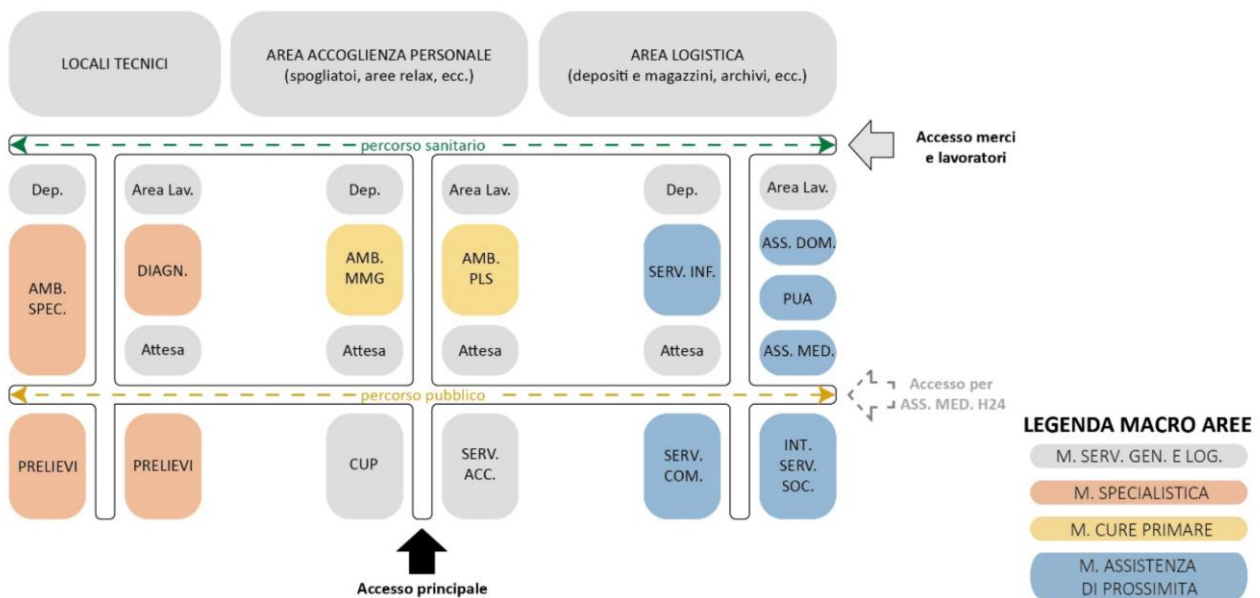 LOCALI TECNICI
AREA ACCOGLIENZA PERSONALE
(spogliatoi, aree relax, ecc.)
AREA LOGISTICA
(depositi e magazzini, archivi, ecc.)
percorso sanitario
Accesso merci
e lavoratori
Dep.
Area Lav.
Dep.
Area Lav.
Dep.
Area Lav.
AMB.
SPEC.
DIAGN.
AMB.
MMG
AMB.
PLS
SERV. INF.
ASS. DOM.
PUA
Attesa
Attesa
Attesa
Attesa
ASS. MED.
percorso pubblico
Accesso per
ASS. MED. H24
PRELIEVI
PRELIEVI
CUP
SERV.
ACC.
SERV.
COM.
INT.
SERV.
SOC.
Accesso principale
LEGENDA MACRO AREE
M. SERV. GEN. E LOG.
M. SPECIALISTICA
M. CURE PRIMARE
M. ASSISTENZA
DI PROSSIMITA